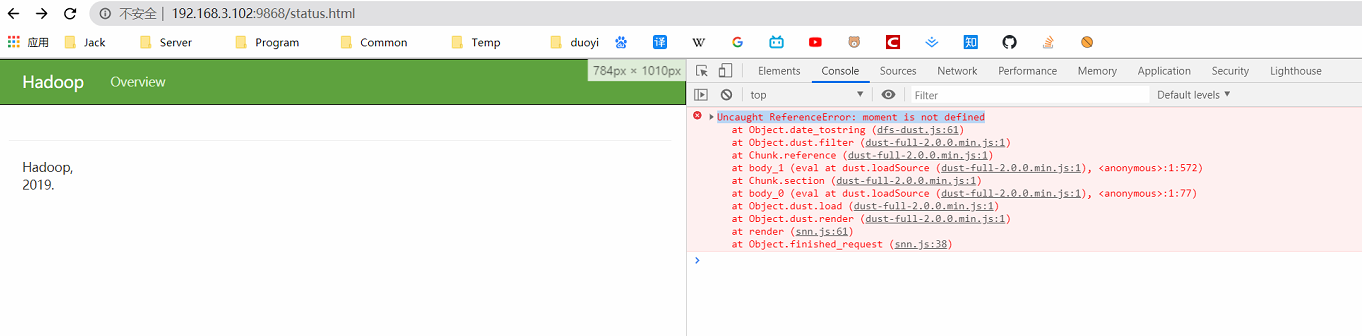 不安全 | 192.168.3.102:9868/status.html
应用 Jack Server Program Common Temp duoyi
Hadoop Overview
784px × 1010px
Hadoop,
2019.
Elements Console Sources Network Performance Memory Application Security Lighthouse
top Filter Default levels
Uncaught ReferenceError: moment is not defined
at Object.date_tostring (dfs-dust.js:61)
at Object.dust.filter (dust-full-2.0.0.min.js:1)
at Chunk.reference (dust-full-2.0.0.min.js:1)
at body_1 (eval at dust.loadSource (dust-full-2.0.0.min.js:1), <anonymous>:1:572)
at Chunk.section (dust-full-2.0.0.min.js:1)
at body_0 (eval at dust.loadSource (dust-full-2.0.0.min.js:1), <anonymous>:1:77)
at Object.dust.load (dust-full-2.0.0.min.js:1)
at Object.dust.render (dust-full-2.0.0.min.js:1)
at render (snn.js:61)
at Object.finished_request (snn.js:38)